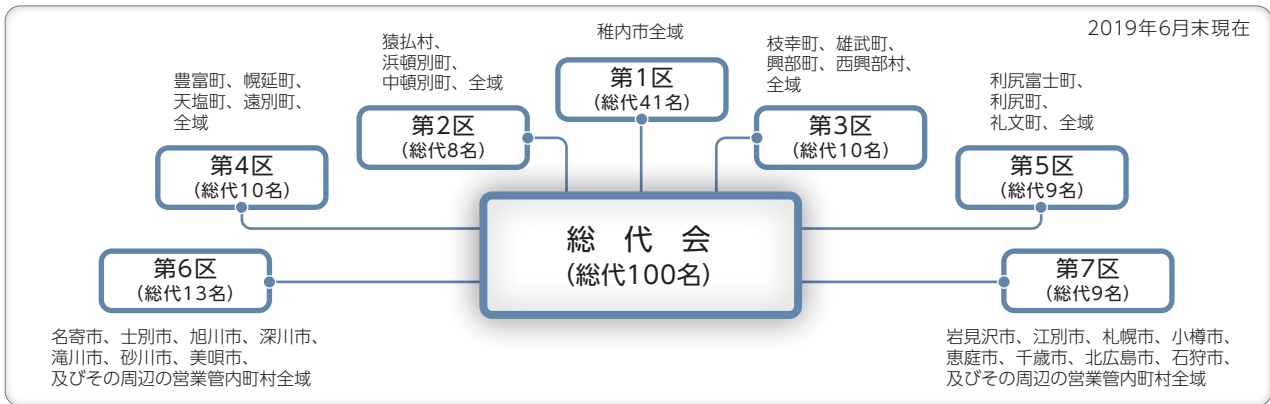 2019年6月末現在
稚内市全域
第1区
（総代41名）
猿払村、
浜頓別町、
中頓別町、全域
第2区
（総代8名）
枝幸町、雄武町、
興部町、西興部村、
全域
第3区
（総代10名）
豊富町、幌延町、
天塩町、遠別町、
全域
第4区
（総代10名）
利尻富士町、
利尻町、
礼文町、全域
第5区
（総代9名）
総 代 会
（総代100名）
第6区
（総代13名）
名寄市、士別市、旭川市、深川市、
滝川市、砂川市、美唄市、
及びその周辺の営業管内町村全域
第7区
（総代9名）
岩見沢市、江別市、札幌市、小樽市、
恵庭市、千歳市、北広島市、石狩市、
及びその周辺の営業管内町村全域